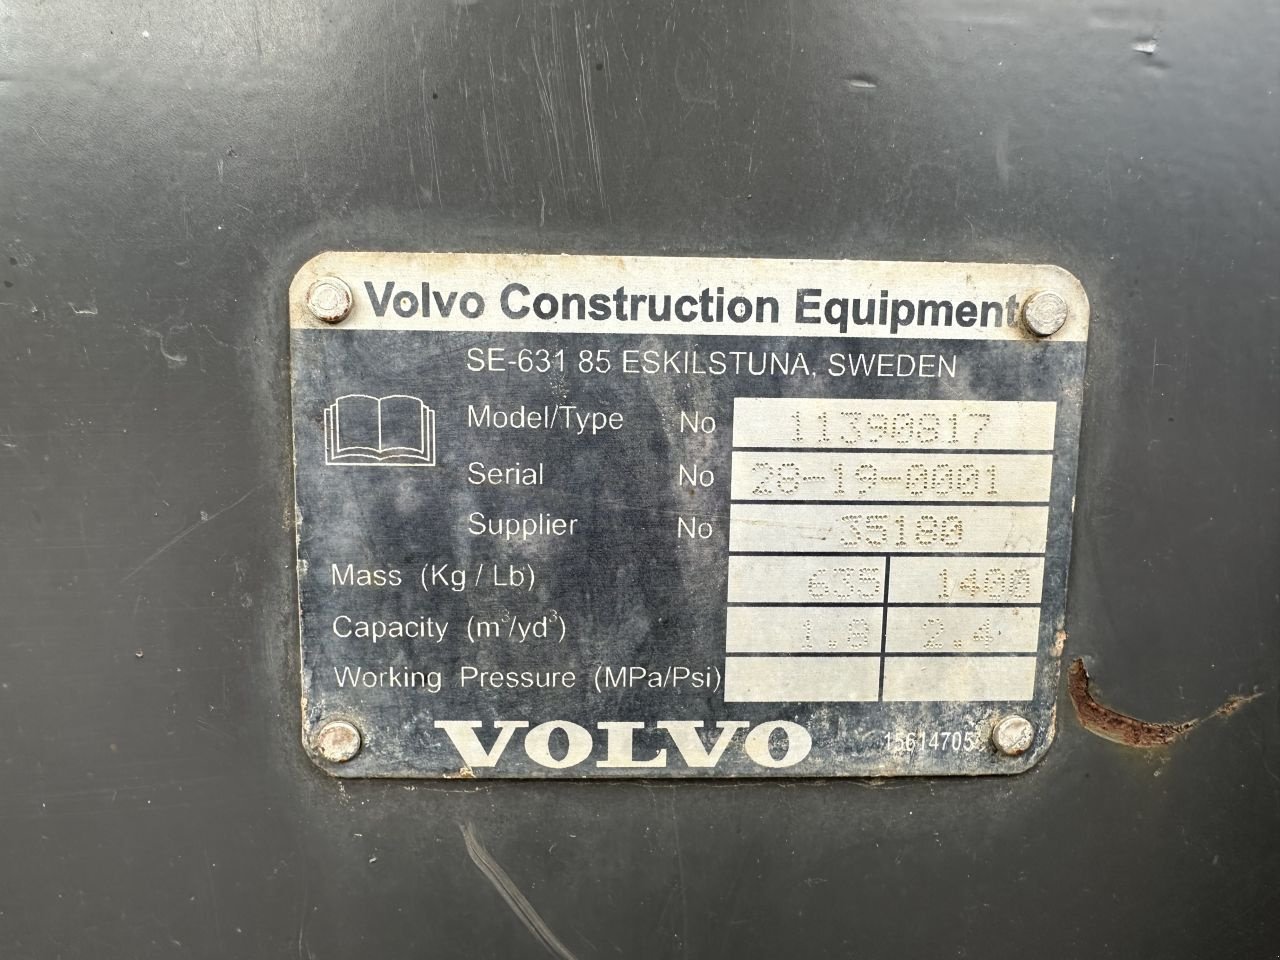 Volvo Construction Equipment
SE-631 85 ESKILSTUNA, SWEDEN
Model/Type No 11390817
Serial No 28-19-0001
Supplier No 35180
Mass (Kg / Lb) 635 1400
Capacity (m³/yd³) 1.8 2.4
Working Pressure (MPa/Psi)
VOLVO
15614705